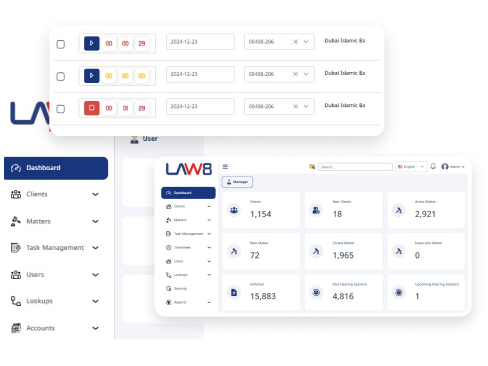 00 00 29 2024-12-23 00408-206 Dubai Islamic Ba
00 00 00 2024-12-23 00408-206 Dubai Islamic Ba
00 01 29 2024-12-23 00408-206 Dubai Islamic Ba
User
Dashboard
Clients
Matters
Task Management
Users
Lookups
Accounts
LAW8
Search...
English
Admin
Manager
Dashboard
Clients
Matters
Task Management
Timesheet
Users
Lookups
Security
Reports
Clients
1,154
New Clients
18
Active Matter
2,921
New Matter
72
Closed Matter
1,965
Important Matter
0
Activities
15,883
Past Hearing Sessions
4,816
Upcoming Hearing Sessions
1